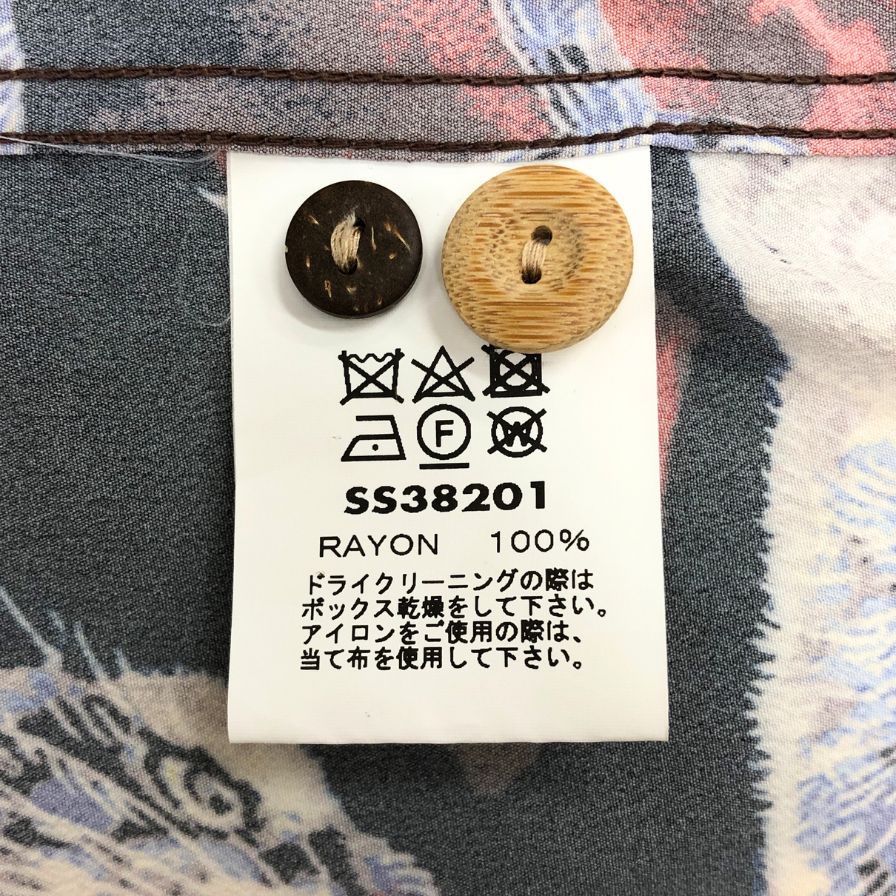 F W
SS38201
RAYON 100%
ドライクリーニングの際は
ボックス乾燥をして下さい。
アイロンをご使用の際は、
当て布を使用して下さい。